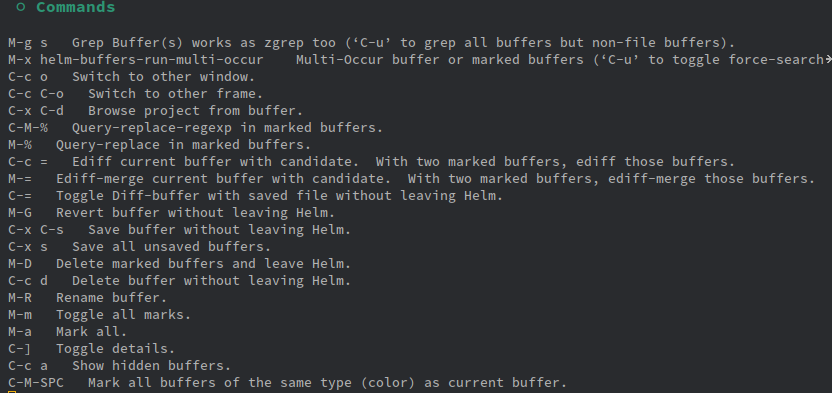 Commands
M-g s   Grep Buffer(s) works as zgrep too (‘C-u’ to grep all buffers but non-file buffers).
M-x helm-buffers-run-multi-occur    Multi-Occur buffer or marked buffers (‘C-u’ to toggle force-search
C-c o   Switch to other window.
C-c C-o   Switch to other frame.
C-x C-d   Browse project from buffer.
C-M-%   Query-replace-regexp in marked buffers.
M-%   Query-replace in marked buffers.
C-c =   Ediff current buffer with candidate.  With two marked buffers, ediff those buffers.
M-=   Ediff-merge current buffer with candidate.  With two marked buffers, ediff-merge those buffers.
C-=   Toggle Diff-buffer with saved file without leaving Helm.
M-G   Revert buffer without leaving Helm.
C-x C-s   Save buffer without leaving Helm.
C-x s   Save all unsaved buffers.
M-D   Delete marked buffers and leave Helm.
C-c d   Delete buffer without leaving Helm.
M-R   Rename buffer.
M-m   Toggle all marks.
M-a   Mark all.
C-]   Toggle details.
C-c a   Show hidden buffers.
C-M-SPC   Mark all buffers of the same type (color) as current buffer.